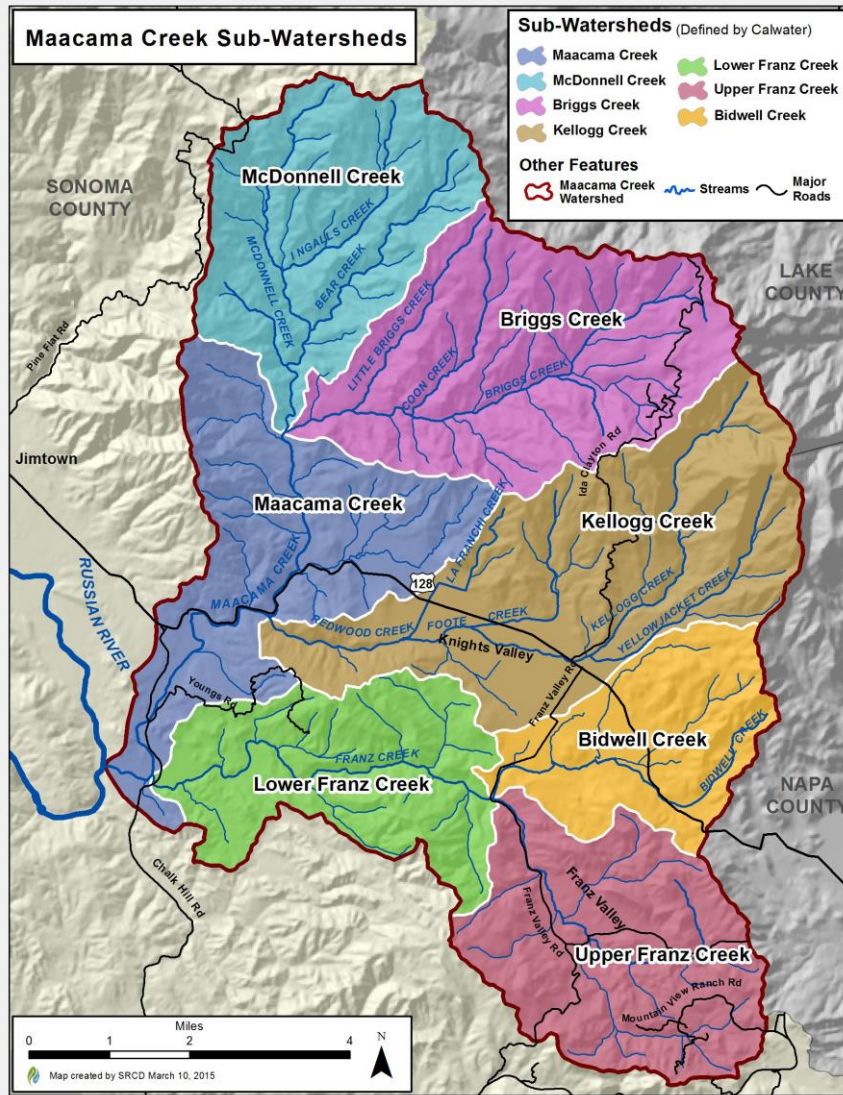 Maacama Creek Sub-Watersheds
Sub-Watersheds (Defined by Calwater)
Maacama Creek
McDonnell Creek
Briggs Creek
Kellogg Creek
Lower Franz Creek
Upper Franz Creek
Bidwell Creek
Other Features
Maacama Creek
Watershed
Streams
Major
Roads
SONOMA
COUNTY
McDonnell Creek
INGALLS CREEK
MCDONNELL CREEK
BEAR CREEK
LAKE
COUNTY
Pine Flat Rd
LITTLE BRIGGS CREEK
Briggs Creek
COON CREEK
BRIGGS CREEK
Jimtown
Ida Clayton Rd
Maacama Creek
LA FRANCHI CREEK
Kellogg Creek
MAACAMA CREEK
128
RUSSIAN RIVER
REDWOOD CREEK
FOOTE CREEK
KELLOGG CREEK
YELLOWJACKET CREEK
Knights Valley
Youngs Rd
Franz Valley Rd
Bidwell Creek
BIDWELL CREEK
FRANZ CREEK
Lower Franz Creek
NAPA
COUNTY
Chalk Hill Rd
Franz Valley
Franz Valley Rd
Upper Franz Creek
Mountain View Ranch Rd
Miles
0 2 4
N
Map created by SRCD March 10, 2015